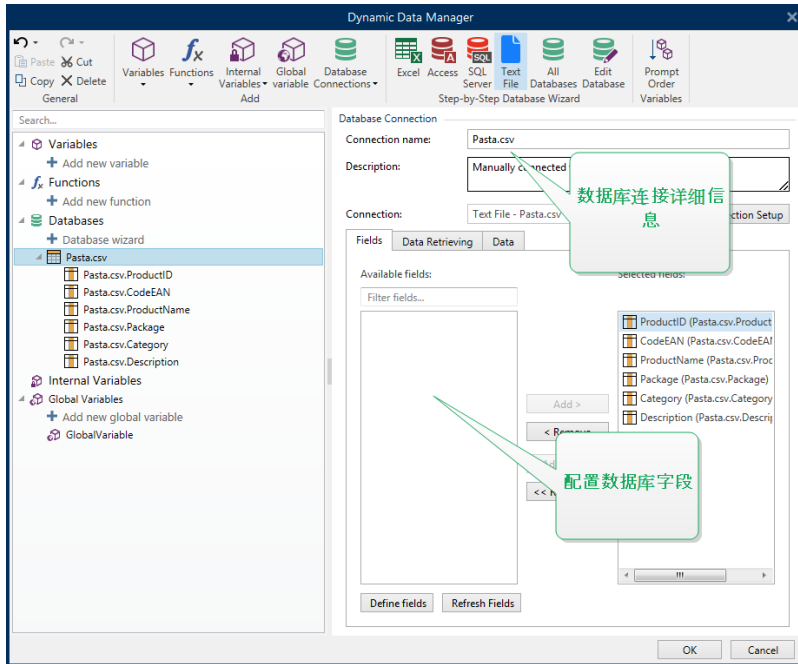 Dynamic Data Manager
Paste Cut
Copy Delete
General
Variables Functions Internal Variables Global variable Database Connections
Add
Excel Access SQL Server Text File All Databases Edit Database
Step-by-Step Database Wizard
Prompt Order
Variables
Search...
Variables
Add new variable
Functions
Add new function
Databases
Database wizard
Pasta.csv
Pasta.csv.ProductID
Pasta.csv.CodeEAN
Pasta.csv.ProductName
Pasta.csv.Package
Pasta.csv.Category
Pasta.csv.Description
Internal Variables
Global Variables
Add new global variable
GlobalVariable
Database Connection
Connection name: Pasta.csv
Description: Manually connected
数据库连接详细信
息
Connection: Text File - Pasta.csv ction Setup
Fields Data Retrieving Data
Available fields: Selected fields:
Filter fields...
ProductID (Pasta.csv.Product
CodeEAN (Pasta.csv.CodeEAN
ProductName (Pasta.csv.Proc
Package (Pasta.csv.Package)
Category (Pasta.csv.Category
Description (Pasta.csv.Descrip
Add >
< Remove
配置数据库字段
Define fields Refresh Fields
OK Cancel